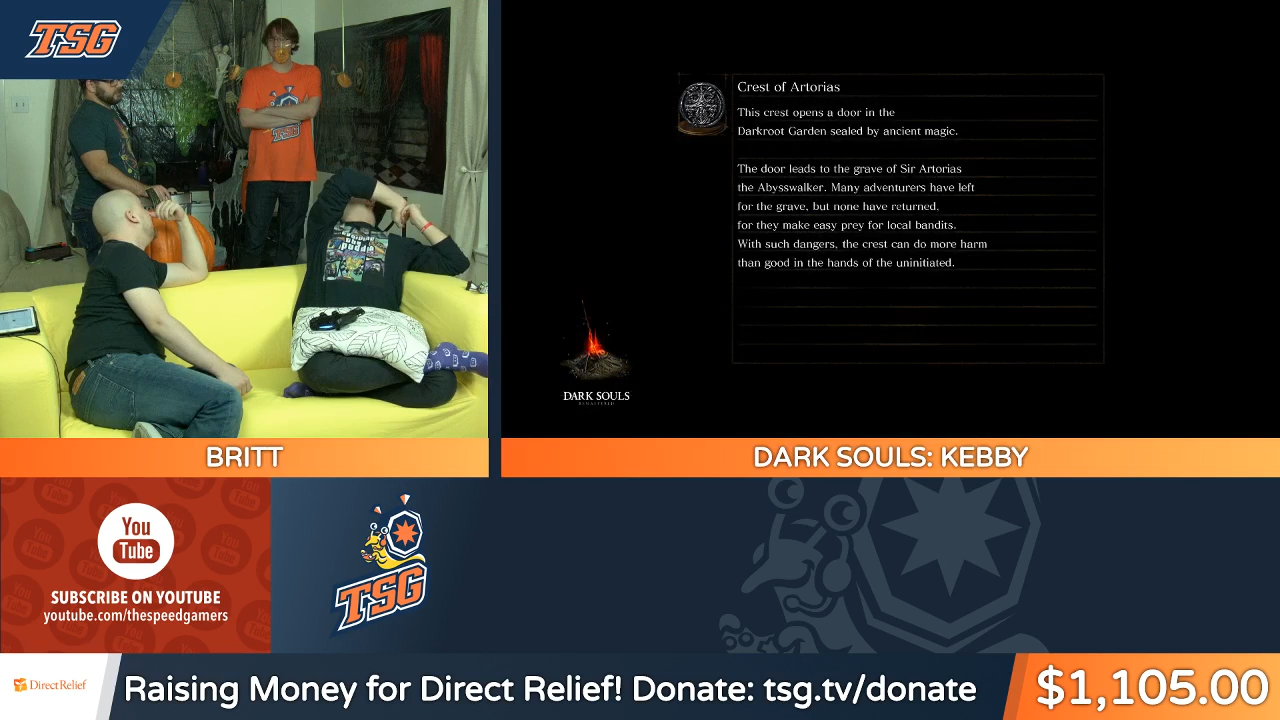 TSG
Crest of Artorias
This crest opens a door in the
Darkroot Garden sealed by ancient magic.
The door leads to the grave of Sir Artorias
the Abysswalker. Many adventurers have left
for the grave, but none have returned,
for they make easy prey for local bandits.
With such dangers, the crest can do more harm
than good in the hands of the uninitiated.
DARK SOULS
REMASTERED
BRITT
DARK SOULS: KEBBY
You
Tube
SUBSCRIBE ON YOUTUBE
youtube.com/thespeedgamers
TSG
DirectRelief
Raising Money for Direct Relief! Donate: tsg.tv/donate
$1,105.00